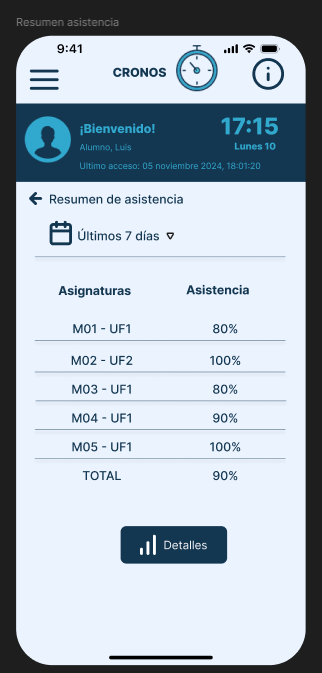 Resumen asistencia
9:41
CRONOS
¡Bienvenido!
17:15
Alumno, Luis
Lunes 10
Ultimo acceso: 05 noviembre 2024, 18:01:20
Resumen de asistencia
Últimos 7 días
Asignaturas Asistencia
M01 - UF1 80%
M02 - UF2 100%
M03 - UF1 80%
M04 - UF1 90%
M05 - UF1 100%
TOTAL 90%
Detalles